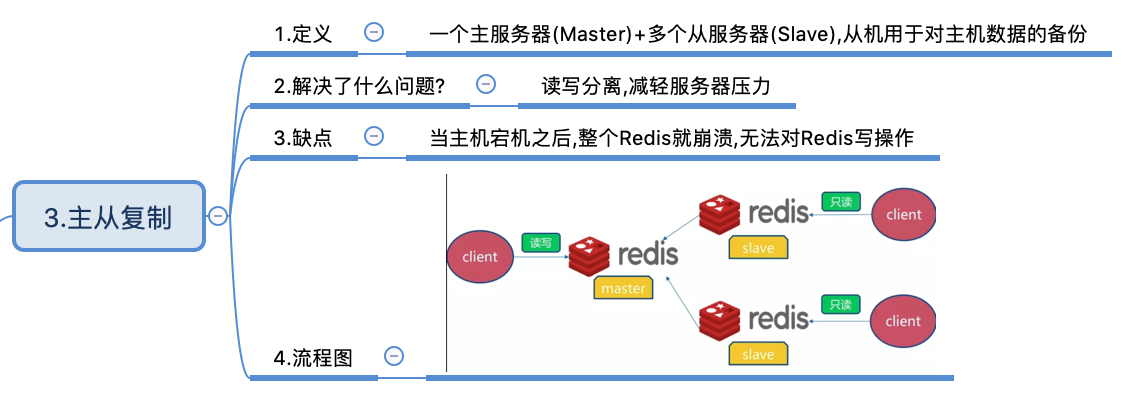 1.定义
一个主服务器(Master)+多个从服务器(Slave),从机用于对主机数据的备份
2.解决了什么问题?
读写分离,减轻服务器压力
3.缺点
当主机宕机之后,整个Redis就崩溃,无法对Redis写操作
3.主从复制
client
读写
redis
master
redis
slave
只读
client
redis
slave
只读
client
4.流程图